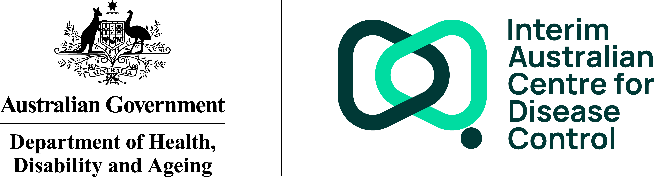 Australian Government
Department of Health,
Disability and Ageing
Interim
Australian
Centre for
Disease
Control